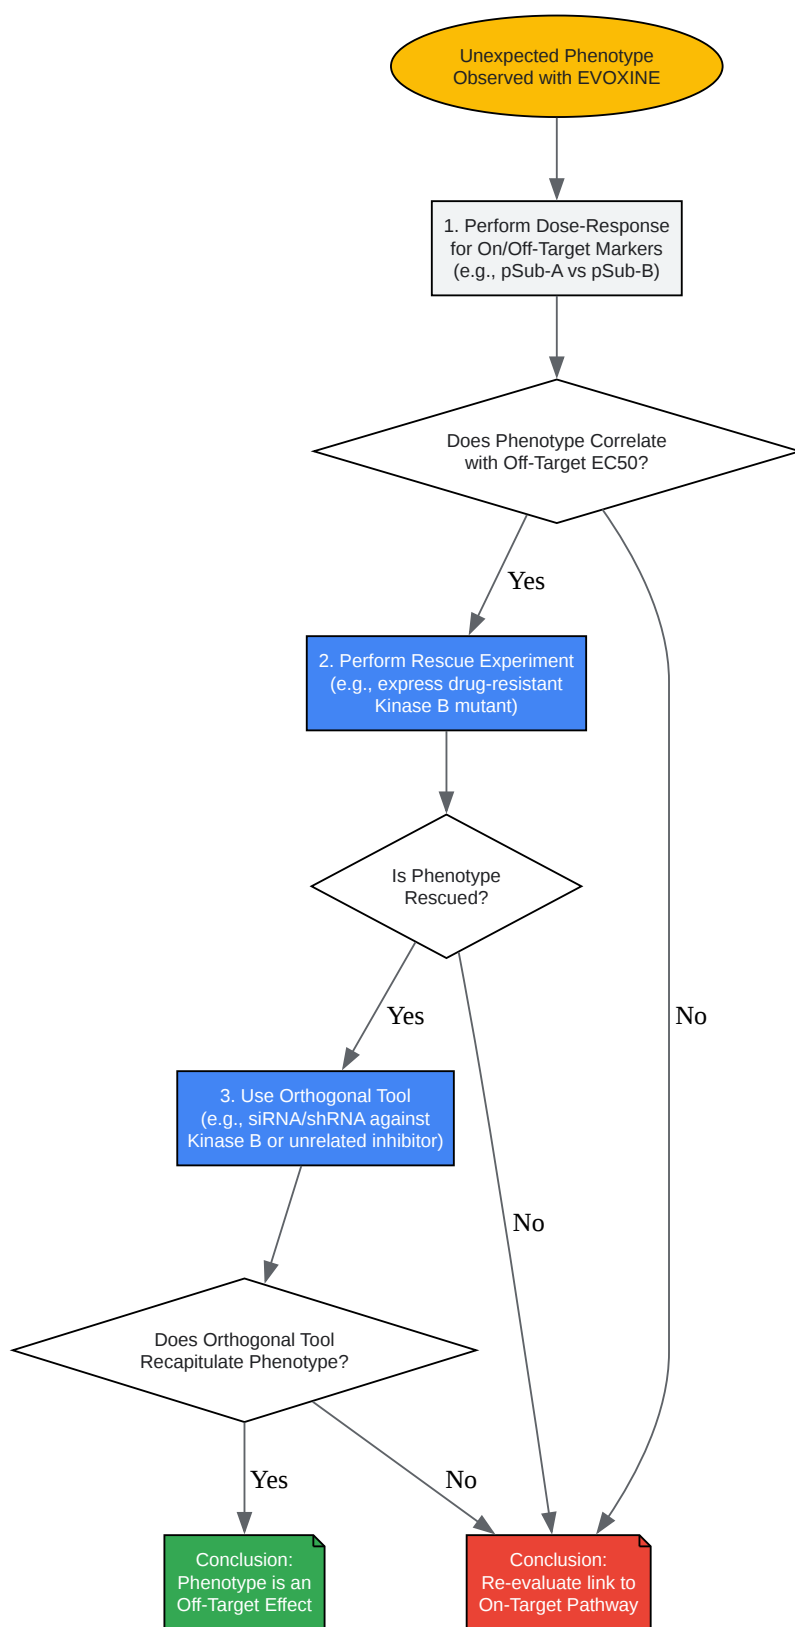 Unexpected Phenotype
Observed with EVOXINE
1. Perform Dose-Response
for On/Off-Target Markers
(e.g., pSub-A vs pSub-B)
Does Phenotype Correlate
with Off-Target EC50?
Yes
2. Perform Rescue Experiment
(e.g., express drug-resistant
Kinase B mutant)
Is Phenotype
Rescued?
Yes
No
3. Use Orthogonal Tool
(e.g., siRNA/shRNA against
Kinase B or unrelated inhibitor)
No
Does Orthogonal Tool
Recapitulate Phenotype?
Yes
No
Conclusion:
Phenotype is an
Off-Target Effect
Conclusion:
Re-evaluate link to
On-Target Pathway